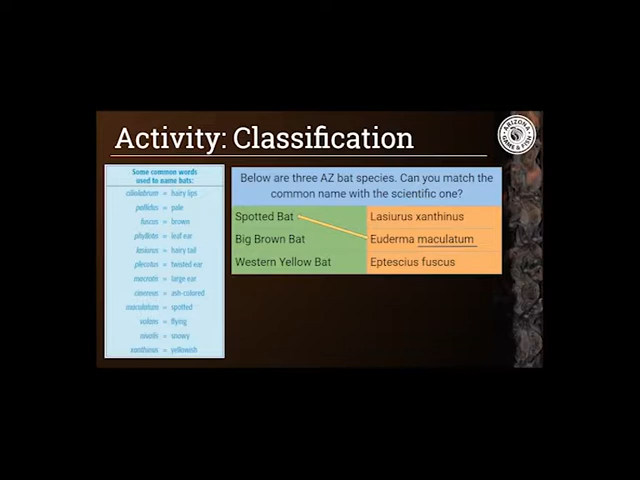 Activity: Classification
ARIZONA
GAME & FISH
Some common words
used to name bats:
ciliolabrum = hairy lips
pallidus = pale
fuscus = brown
phyllotis = leaf ear
lasiurus = hairy tail
plecotus = twisted ear
macrotis = large ear
cinereus = ash-colored
maculatum = spotted
volans = flying
nivalis = snowy
xanthinus = yellowish
Below are three AZ bat species. Can you match the
common name with the scientific one?
Spotted Bat Lasiurus xanthinus
Big Brown Bat Euderma maculatum
Western Yellow Bat Eptescius fuscus